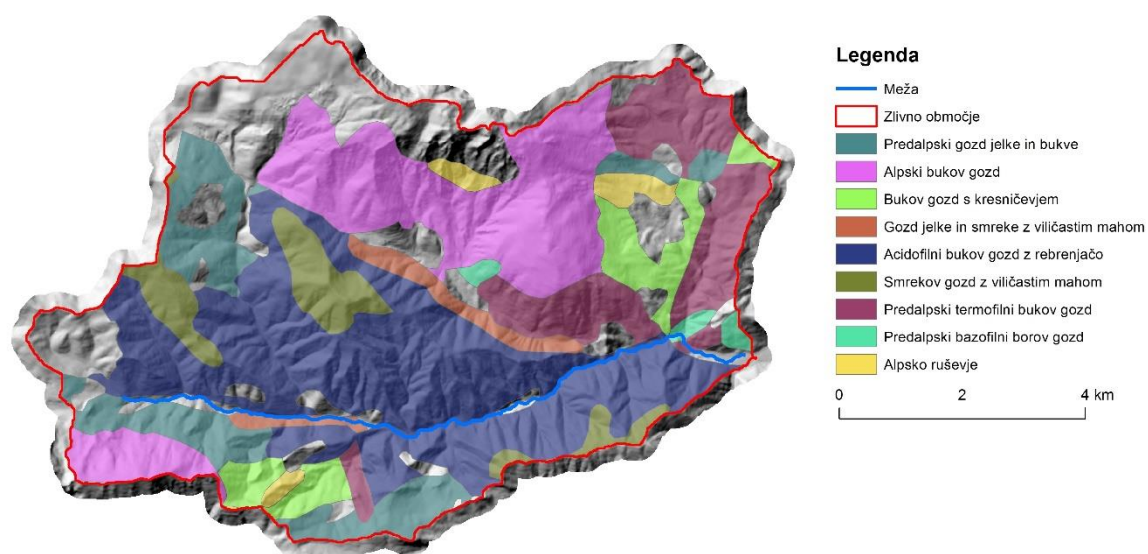 Legenda
Meža
Zlivno območje
Predalpski gozd jelke in bukve
Alpski bukov gozd
Bukov gozd s kresničevjem
Gozd jelke in smreke z viličastim mahom
Acidofilni bukov gozd z rebrenjačo
Smrekov gozd z viličastim mahom
Predalpski termofilni bukov gozd
Predalpski bazofilni borov gozd
Alpsko ruševje
0 2 4 km